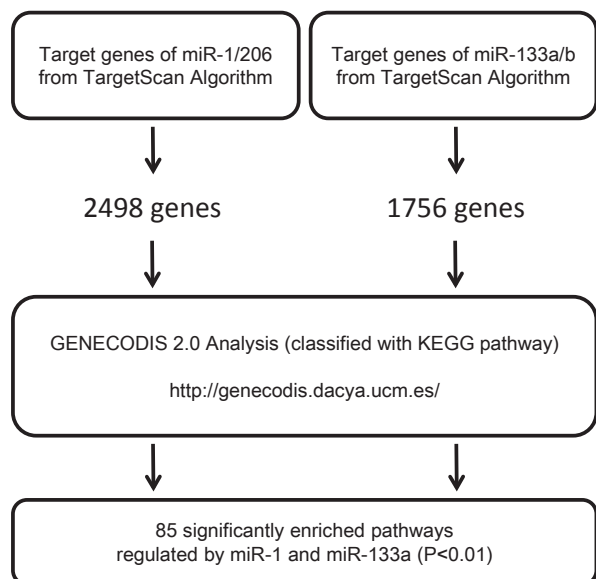 Target genes of miR-1/206
from TargetScan Algorithm
Target genes of miR-133a/b
from TargetScan Algorithm
2498 genes
1756 genes
GENECODIS 2.0 Analysis (classified with KEGG pathway)
http://genecodis.dacya.ucm.es/
85 significantly enriched pathways
regulated by miR-1 and miR-133a (P<0.01)